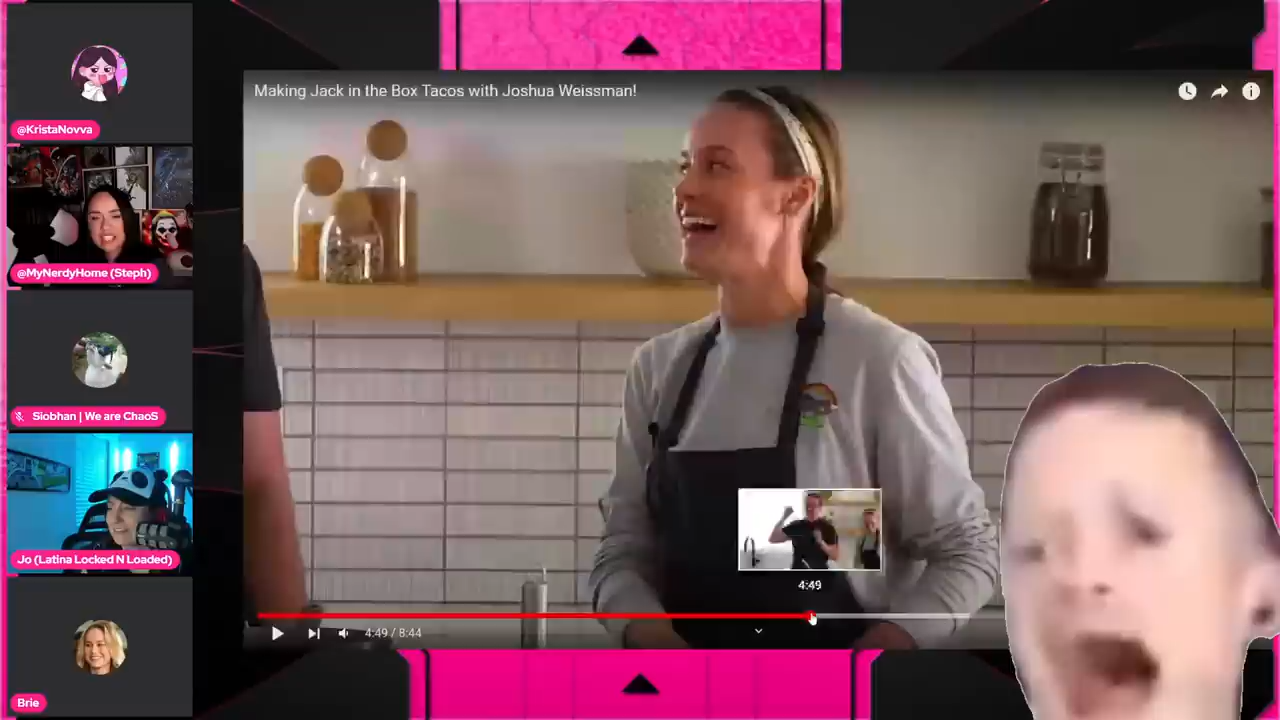 Making Jack in the Box Tacos with Joshua Weissman!
@KristaNovva
@MyNerdyHome (Steph)
Siobhan | We are ChaoS
Jo (Latina Locked N Loaded)
Brie
4:49
4:49 / 8:44